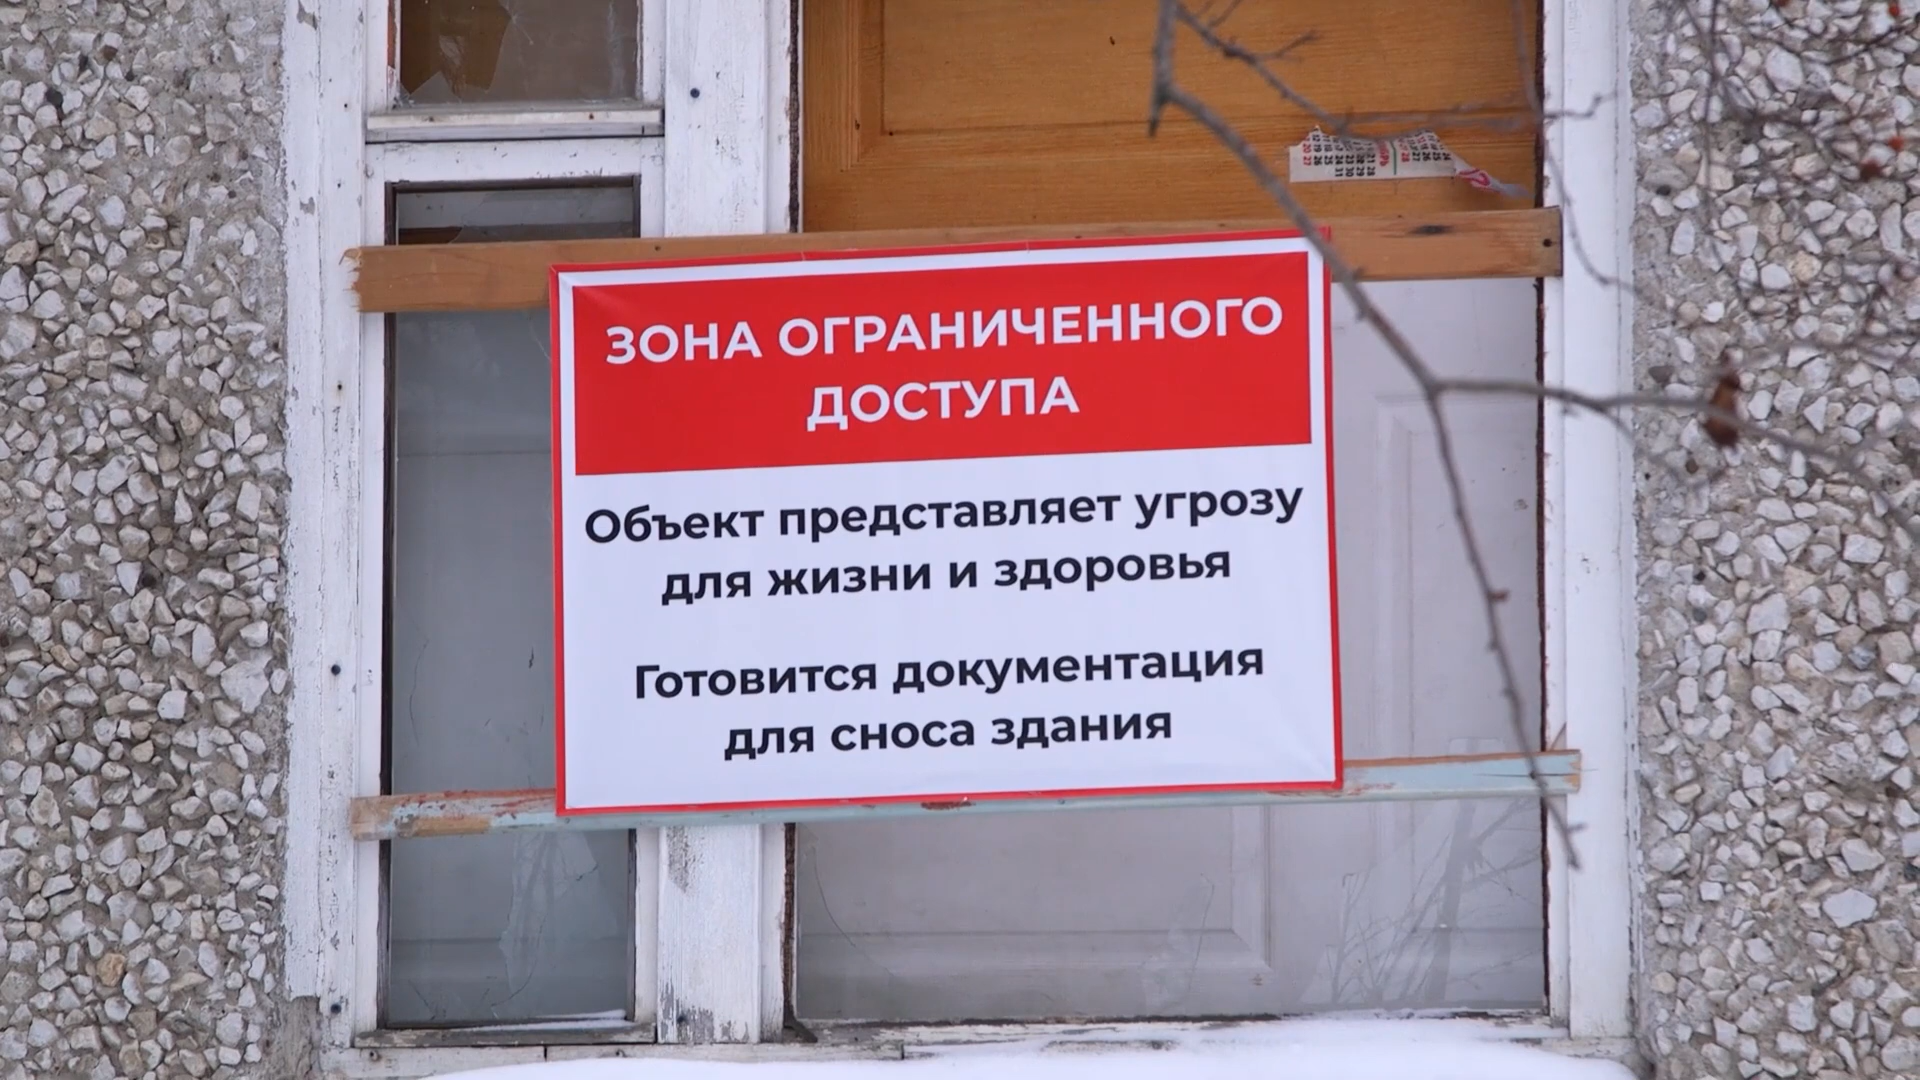 ЗОНА ОГРАНИЧЕННОГО
ДОСТУПА
Объект представляет угрозу
для жизни и здоровья
Готовится документация
для сноса здания